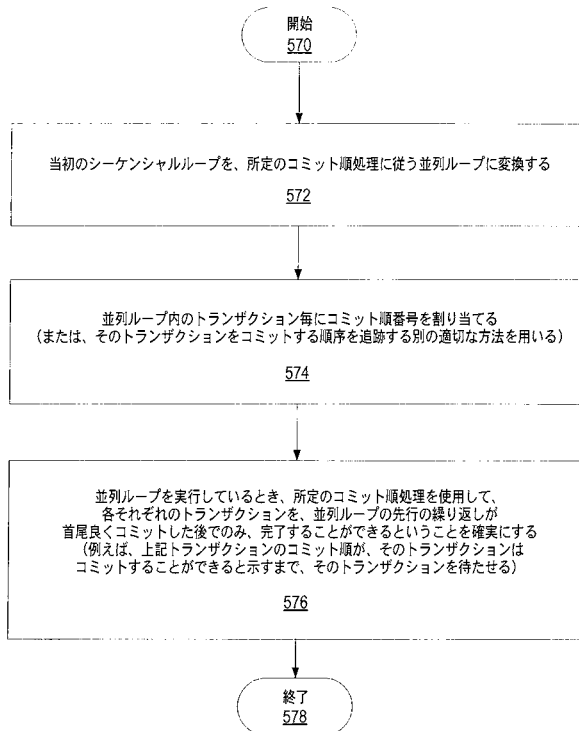 開始
570
当初のシーケンシャルループを、所定のコミット順処理に従う並列ループに変換する
572
並列ループ内のトランザクション毎にコミット順番号を割り当てる
(または、そのトランザクションをコミットする順序を追跡する別の適切な方法を用いる)
574
並列ループを実行しているとき、所定のコミット順処理を使用して、
各それぞれのトランザクションを、並列ループの先行の繰り返しが
首尾良くコミットした後でのみ、完了することができるということを確実にする
(例えば、上記トランザクションのコミット順が、そのトランザクションは
コミットすることができると示すまで、そのトランザクションを待たせる)
576
終了
578